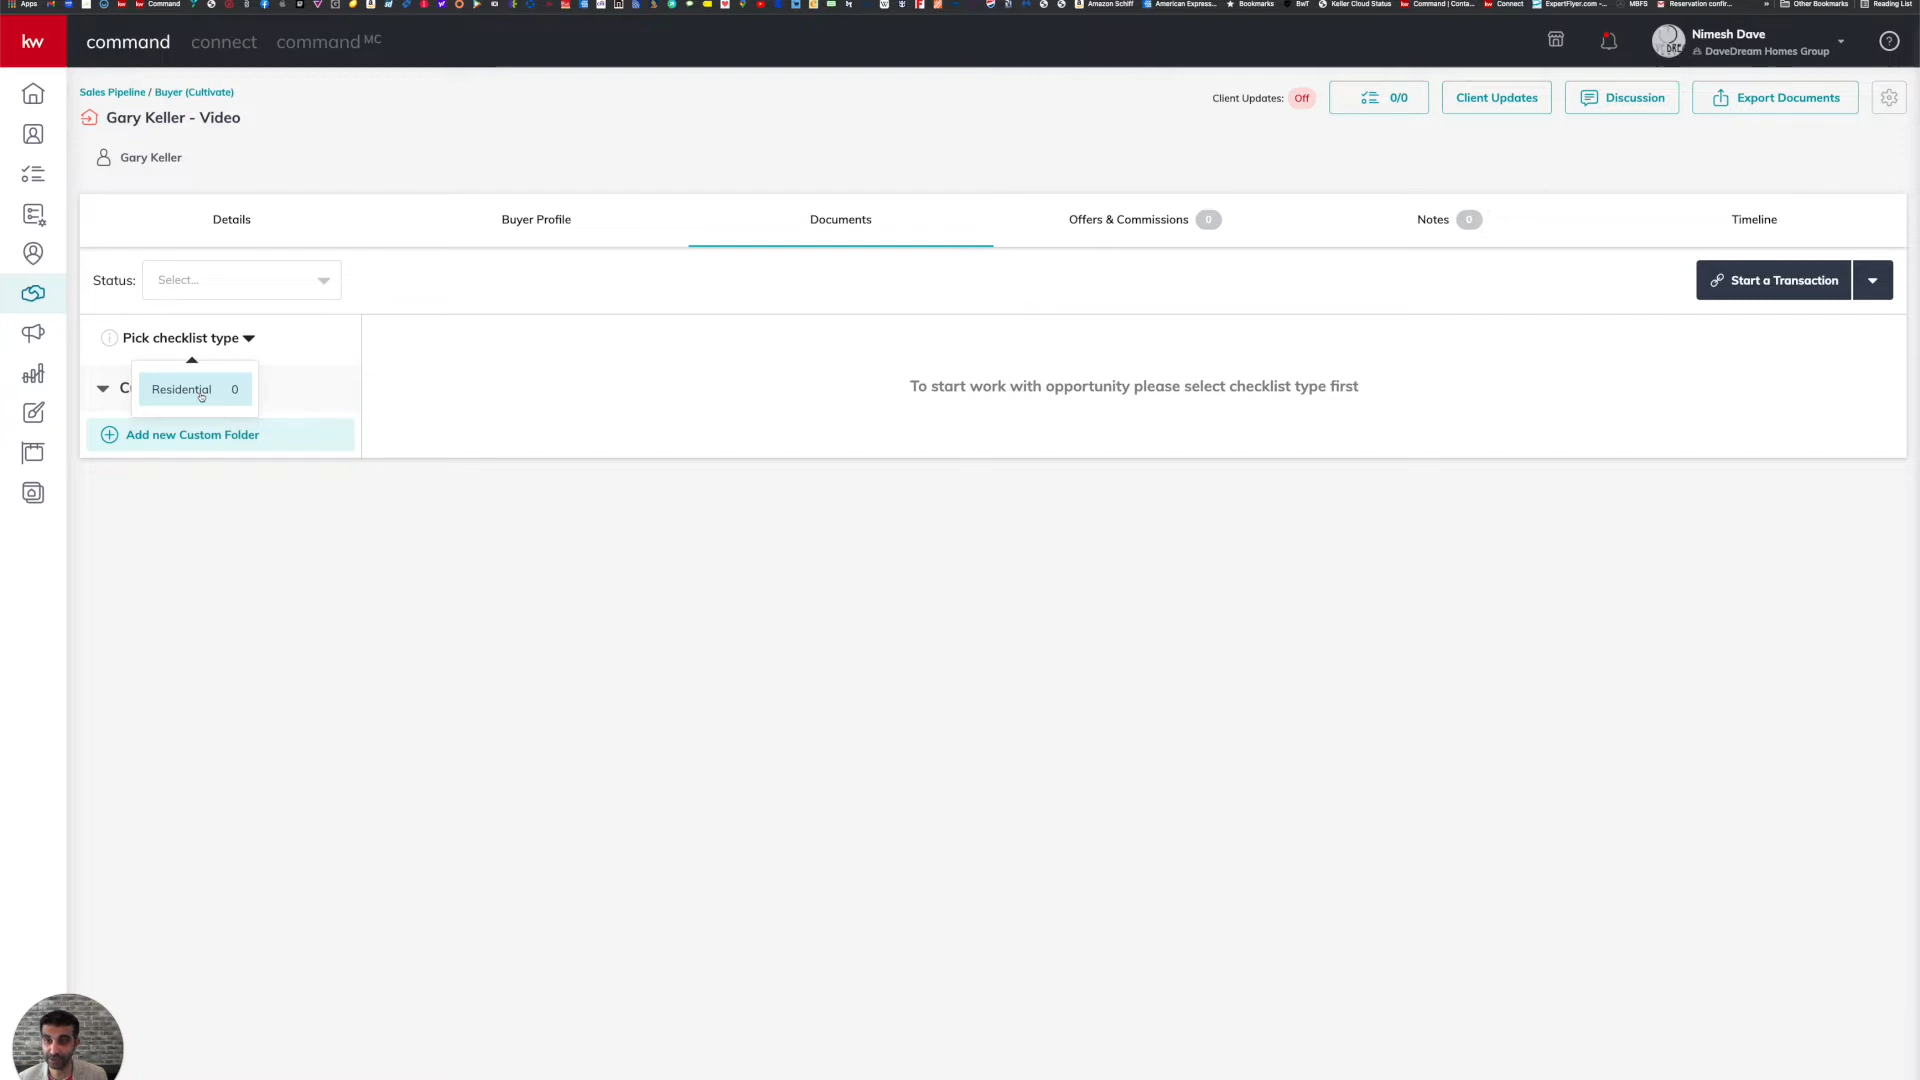 Apps
Command
Amazon Schiff
American Express...
Bookmarks
BwT
Keller Cloud Status
Command | Conta...
Connect
ExpertFlyer.com -...
MBFS
Reservation confir...
»
Other Bookmarks
Reading List
kw
command
connect
command MC
Nimesh Dave
DaveDream Homes Group
Sales Pipeline / Buyer (Cultivate)
Gary Keller - Video
Client Updates: Off
0/0
Client Updates
Discussion
Export Documents
Gary Keller
Details
Buyer Profile
Documents
Offers & Commissions 0
Notes 0
Timeline
Status: Select...
Start a Transaction
Pick checklist type
Residential 0
To start work with opportunity please select checklist type first
Add new Custom Folder